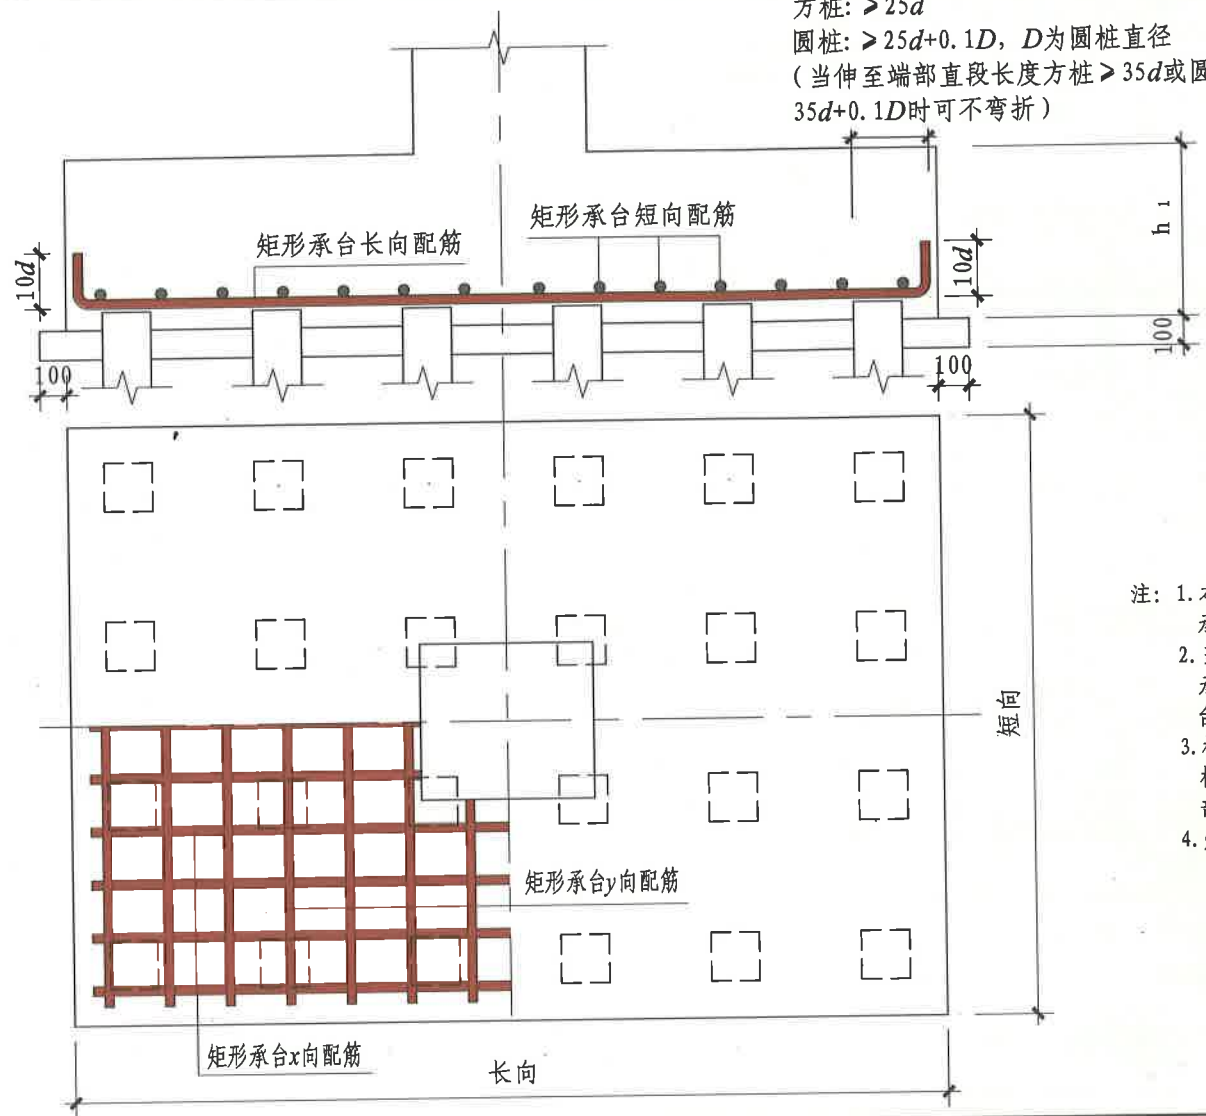 方桩：≥25d
圆桩：≥25d+0.1D，D为圆桩直径
（当伸至端部直段长度方桩≥35d或圆
35d+0.1D时可不弯折）
矩形承台长向配筋
矩形承台短向配筋
10d
10d
h1
100
100
100
矩形承台y向配筋
矩形承台x向配筋
长向
短向
注：1.
2.
3.
4.